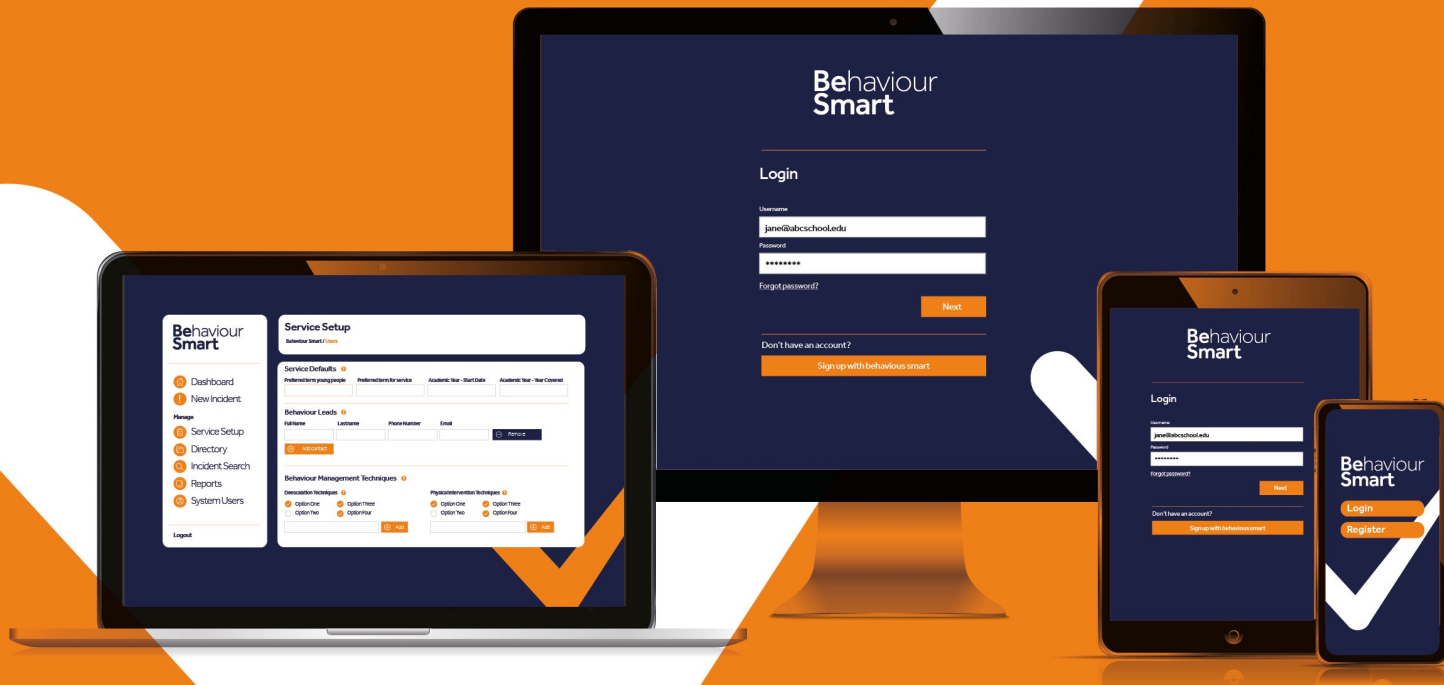 Behaviour
Smart
Login
Username
jane@abcschool.edu
Password
********
Forgot password?
Next
Don't have an account?
Sign up with behavious smart
Behaviour
Smart
Dashboard
New Incident
Manage
Service Setup
Directory
Incident Search
Reports
System Users
Logout
Service Setup
Behaviour Smart / Users
Service Defaults
Preferred term young people Preferred term for service Academic Year - Start Date Academic Year - Year Covered
Behaviour Leads
Full Name Lastname Phone Number Email
Remove
Add contact
Behaviour Management Techniques
Deescalation Techniques Physical Intervention Techniques
Option One Option Three Option One Option Three
Option Two Option Four Option Two Option Four
Add Add
Behaviour
Smart
Login
Username
jane@abcschool.edu
Password
********
Forgot password?
Next
Don't have an account?
Sign up with behavious smart
Behaviour
Smart
Login
Register